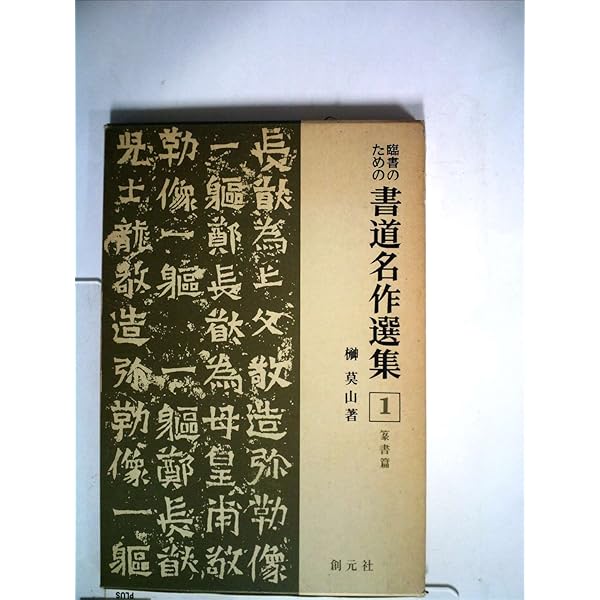 臨書の
ための
書道名作選集
1
篆書篇
榊莫山著
創元社
長猷為亡父敬造弥勒像
一軀鄭長猷為母皇甫敬
勒像一軀一軀鄭長猷
児士龍敬造弥勒像一軀
PLUS